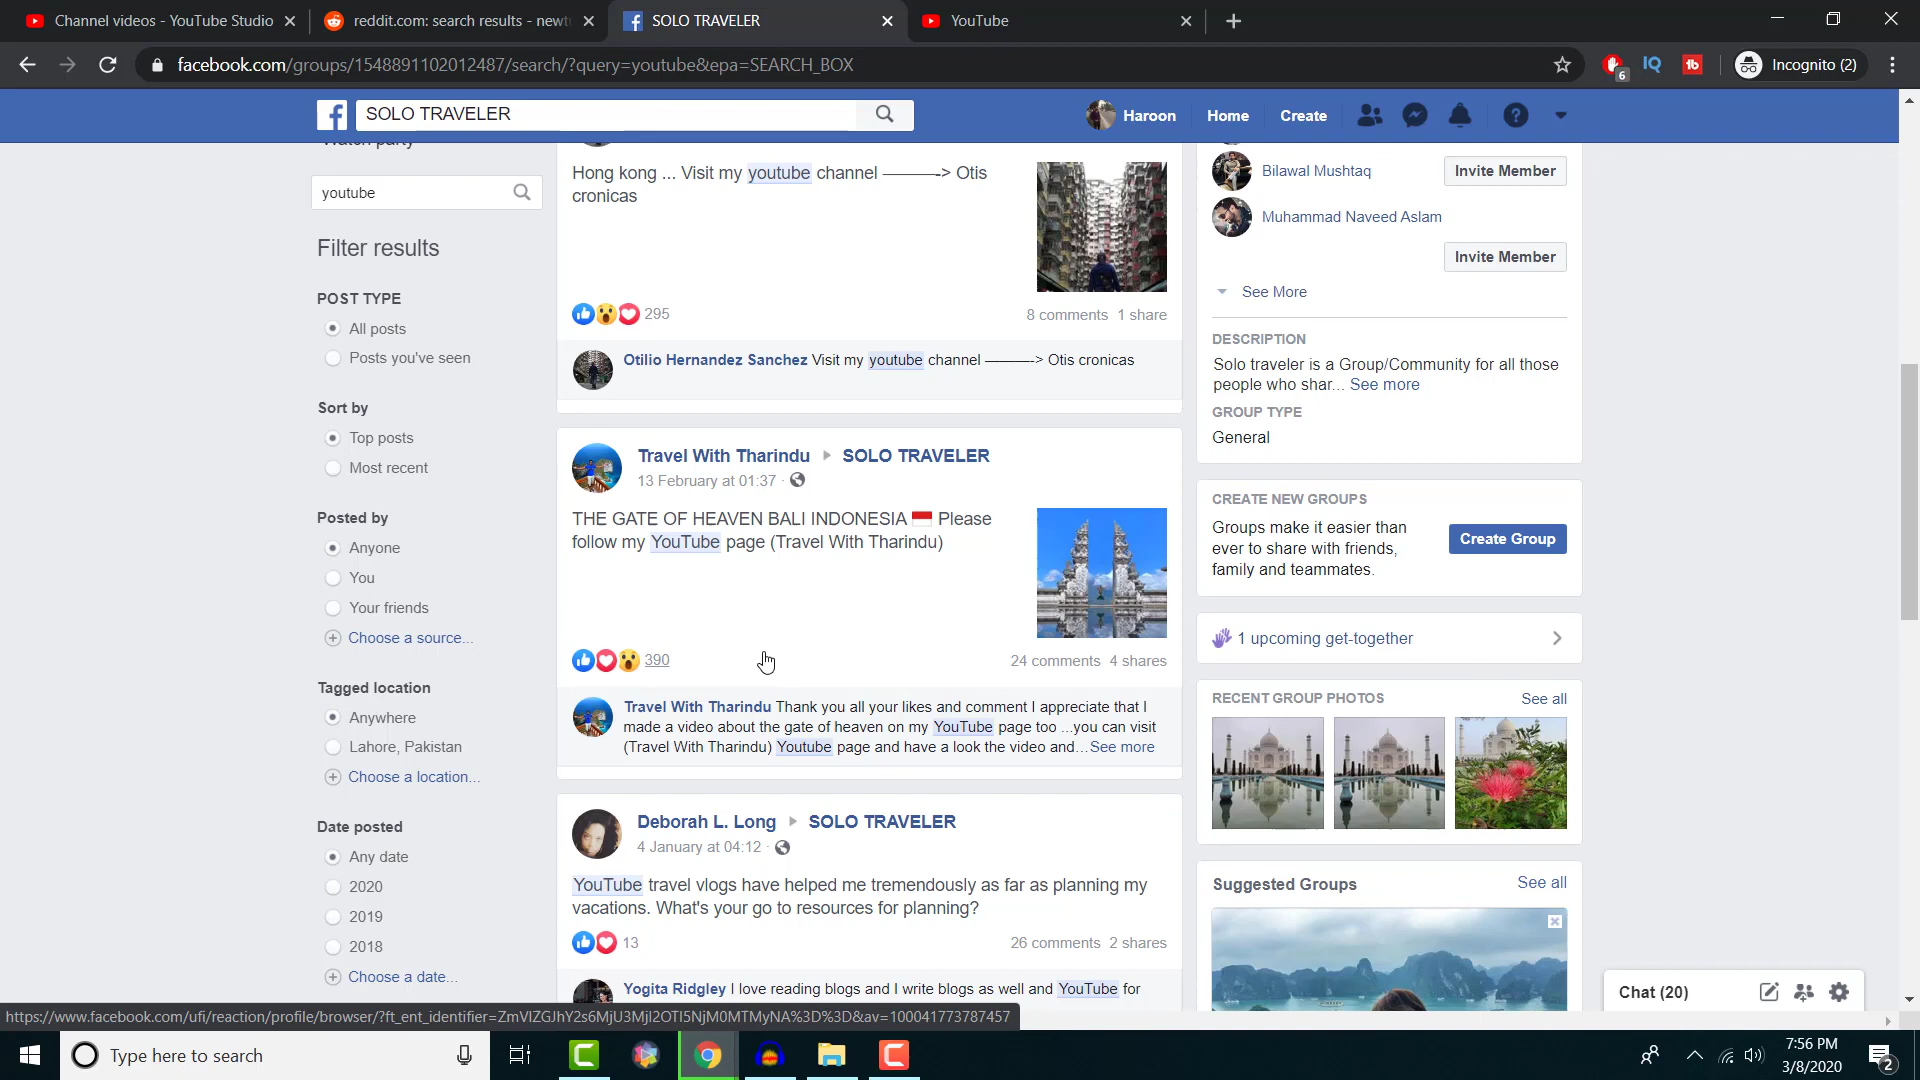 Channel videos - YouTube Studio
reddit.com: search results - newt
SOLO TRAVELER
YouTube
facebook.com/groups/1548891102012487/search/?query=youtube&epa=SEARCH_BOX
6
IQ
Incognito (2)
SOLO TRAVELER
Haroon
Home
Create
youtube
Filter results
POST TYPE
All posts
Posts you've seen
Sort by
Top posts
Most recent
Posted by
Anyone
You
Your friends
Choose a source...
Tagged location
Anywhere
Lahore, Pakistan
Choose a location...
Date posted
Any date
2020
2019
2018
Choose a date...
Hong kong ... Visit my youtube channel ———-> Otis
cronicas
295
8 comments 1 share
Otilio Hernandez Sanchez Visit my youtube channel ———-> Otis cronicas
Travel With Tharindu SOLO TRAVELER
13 February at 01:37 ·
THE GATE OF HEAVEN BALI INDONESIA 🇮🇩 Please
follow my YouTube page (Travel With Tharindu)
390
24 comments 4 shares
Travel With Tharindu Thank you all your likes and comment I appreciate that I
made a video about the gate of heaven on my YouTube page too ...you can visit
(Travel With Tharindu) Youtube page and have a look the video and...See more
Deborah L. Long SOLO TRAVELER
4 January at 04:12 ·
YouTube travel vlogs have helped me tremendously as far as planning my
vacations. What's your go to resources for planning?
13
26 comments 2 shares
Yogita Ridgley I love reading blogs and I write blogs as well and YouTube for
Bilawal Mushtaq
Invite Member
Muhammad Naveed Aslam
Invite Member
See More
DESCRIPTION
Solo traveler is a Group/Community for all those
people who shar... See more
GROUP TYPE
General
CREATE NEW GROUPS
Groups make it easier than
ever to share with friends,
family and teammates.
Create Group
1 upcoming get-together
RECENT GROUP PHOTOS
See all
Suggested Groups
See all
Chat (20)
Type here to search
7:56 PM
3/8/2020
2